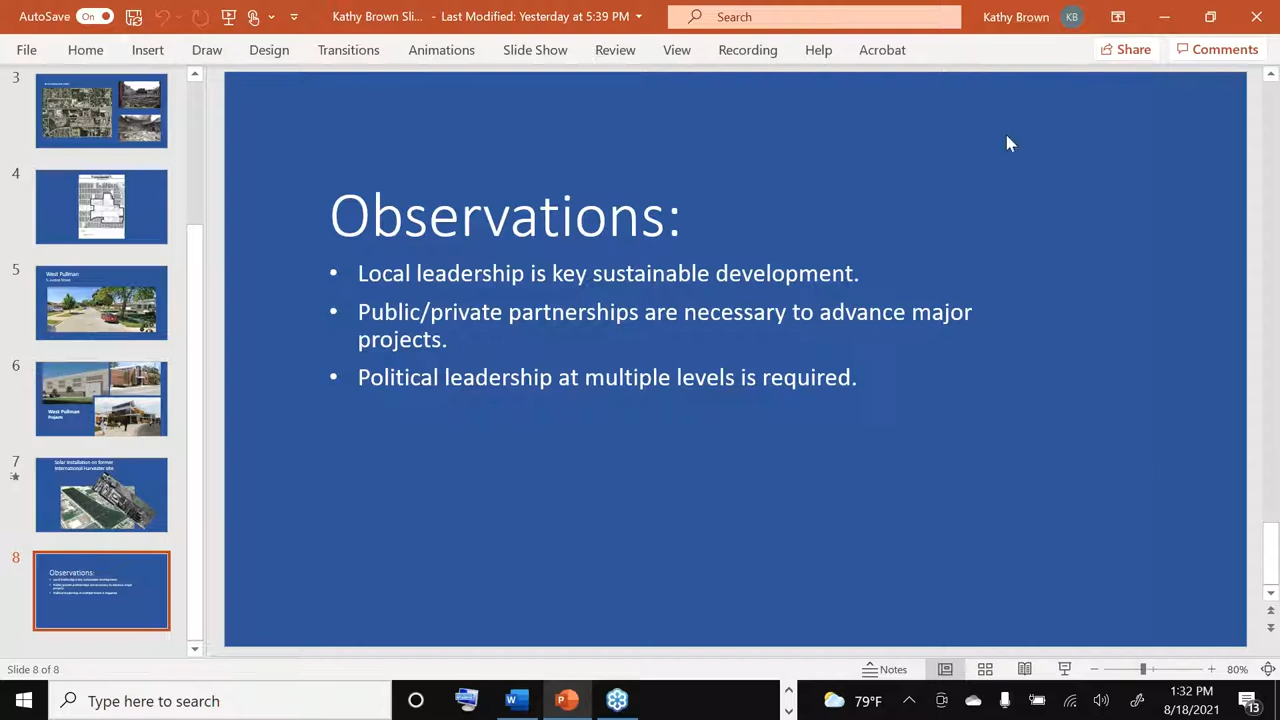 AutoSave On Kathy Brown Sli... - Last Modified: Yesterday at 5:39 PM Search Kathy Brown KB
File Home Insert Draw Design Transitions Animations Slide Show Review View Recording Help Acrobat Share Comments
3
4
5
West Pullman
6
West Pullman
Projects
7
Solar Installation on former
International Harvester site
8
Observations:
Observations:
• Local leadership is key sustainable development.
• Public/private partnerships are necessary to advance major
projects.
• Political leadership at multiple levels is required.
Slide 8 of 8 Notes 80%
Type here to search 79°F 1:32 PM
8/18/2021
13